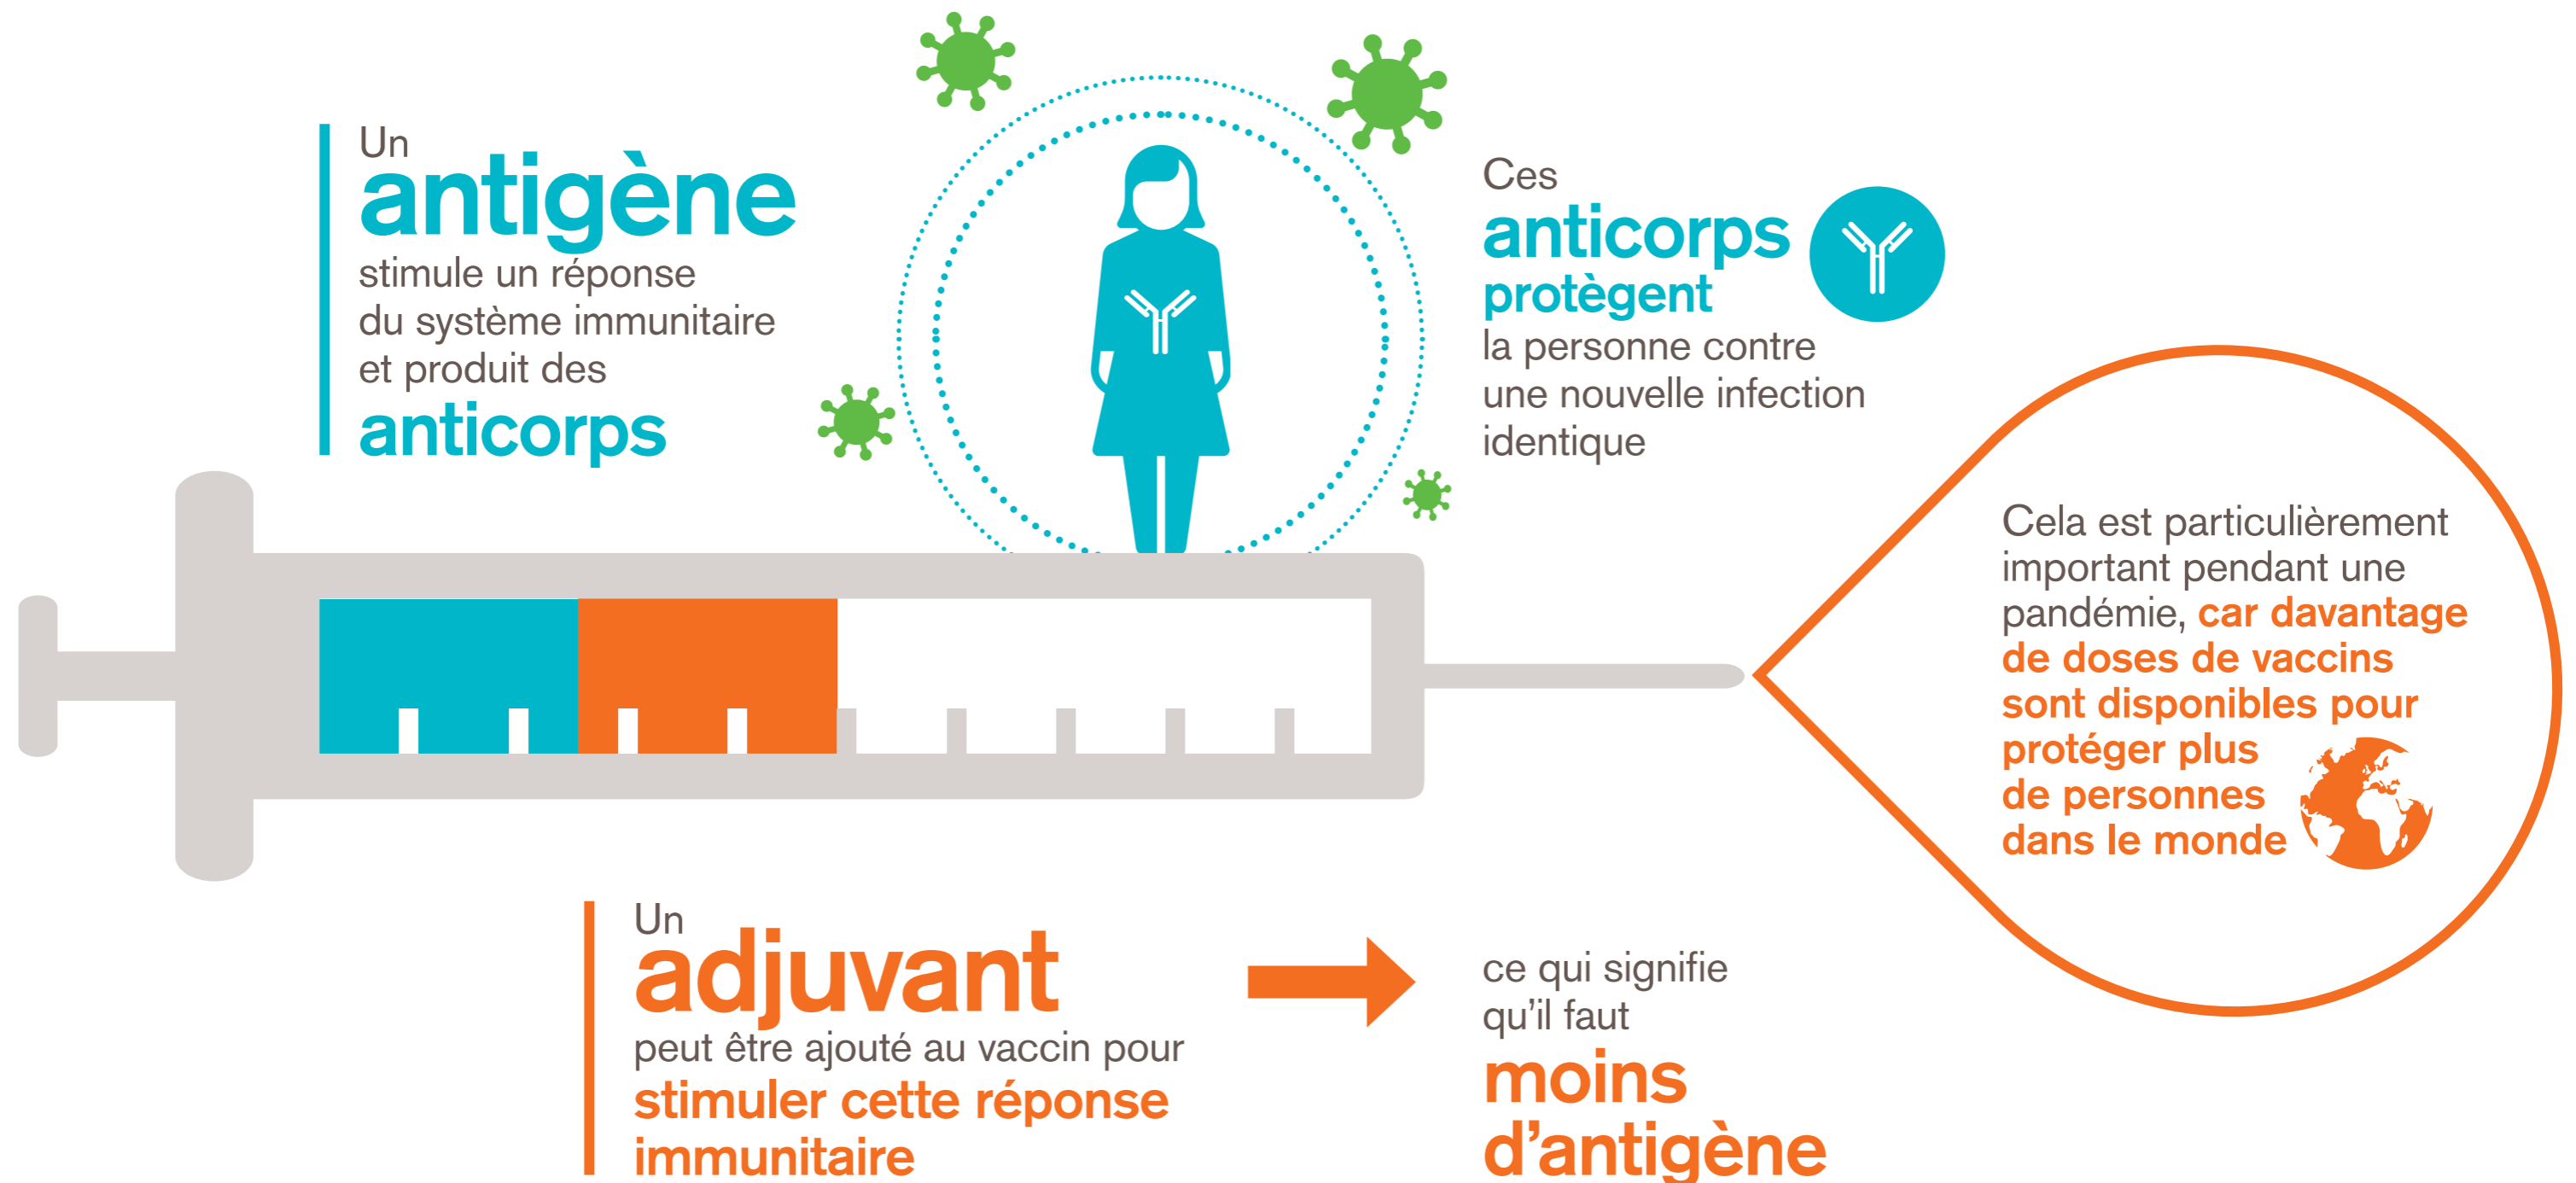 Un
antigène
stimule un réponse
du système immunitaire
et produit des
anticorps
Ces
anticorps
protègent
la personne contre
une nouvelle infection
identique
Un
adjuvant
peut être ajouté au vaccin pour
stimuler cette réponse
immunitaire
ce qui signifie
qu’il faut
moins
d’antigène
Cela est particulièrement
important pendant une
pandémie, car davantage
de doses de vaccins
sont disponibles pour
protéger plus
de personnes
dans le monde